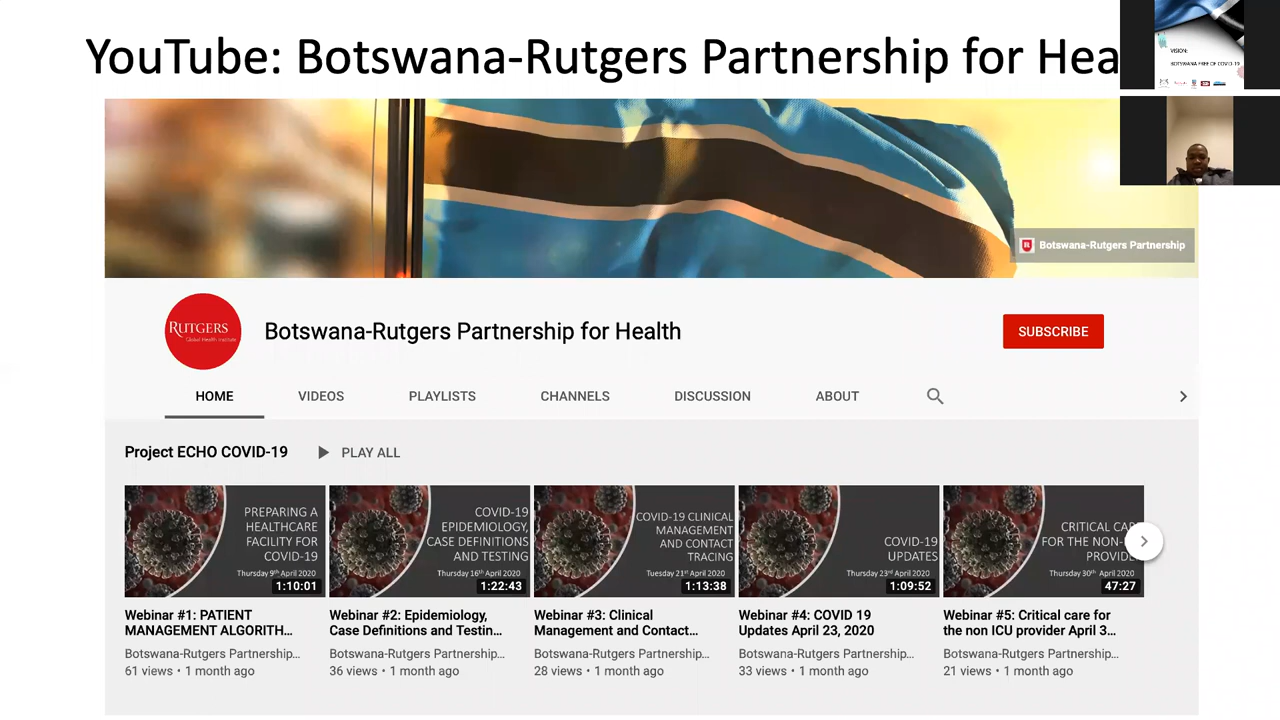 YouTube: Botswana-Rutgers Partnership for Hea
VISION:
BOTSWANA FREE OF COVID-19
Botswana-Rutgers Partnership
RUTGERS
Global Health Institute
Botswana-Rutgers Partnership for Health
SUBSCRIBE
HOME VIDEOS PLAYLISTS CHANNELS DISCUSSION ABOUT
Project ECHO COVID-19 PLAY ALL
PREPARING A
HEALTHCARE
FACILITY FOR
COVID-19
Thursday 9th April 2020
1:10:01
COVID-19
EPIDEMIOLOGY,
CASE DEFINITIONS
AND TESTING
Thursday 16th April 2020
1:22:43
COVID-19 CLINICAL
MANAGEMENT
AND CONTACT
TRACING
Tuesday 21st April 2020
1:13:38
COVID-19
UPDATES
Thursday 23rd April 2020
1:09:52
CRITICAL CAR
FOR THE NON-
PROVID
Thursday 30th April 2020
47:27
Webinar #1: PATIENT
MANAGEMENT ALGORITH...
Botswana-Rutgers Partnership...
61 views • 1 month ago
Webinar #2: Epidemiology,
Case Definitions and Testin...
Botswana-Rutgers Partnership...
36 views • 1 month ago
Webinar #3: Clinical
Management and Contact...
Botswana-Rutgers Partnership...
28 views • 1 month ago
Webinar #4: COVID 19
Updates April 23, 2020
Botswana-Rutgers Partnership...
33 views • 1 month ago
Webinar #5: Critical care for
the non ICU provider April 3...
Botswana-Rutgers Partnership...
21 views • 1 month ago